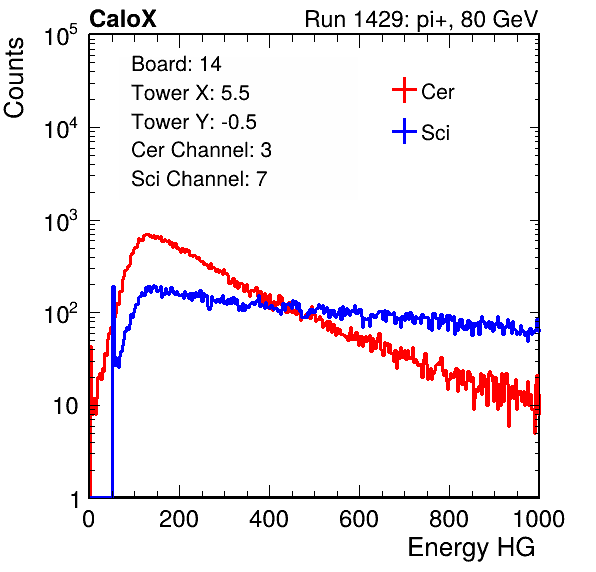 CaloX Run 1429: pi+, 80 GeV
Counts
Board: 14
Tower X: 5.5
Tower Y: -0.5
Cer Channel: 3
Sci Channel: 7
Cer
Sci
10^5
10^4
10^3
10^2
10
1
0 200 400 600 800 1000
Energy HG